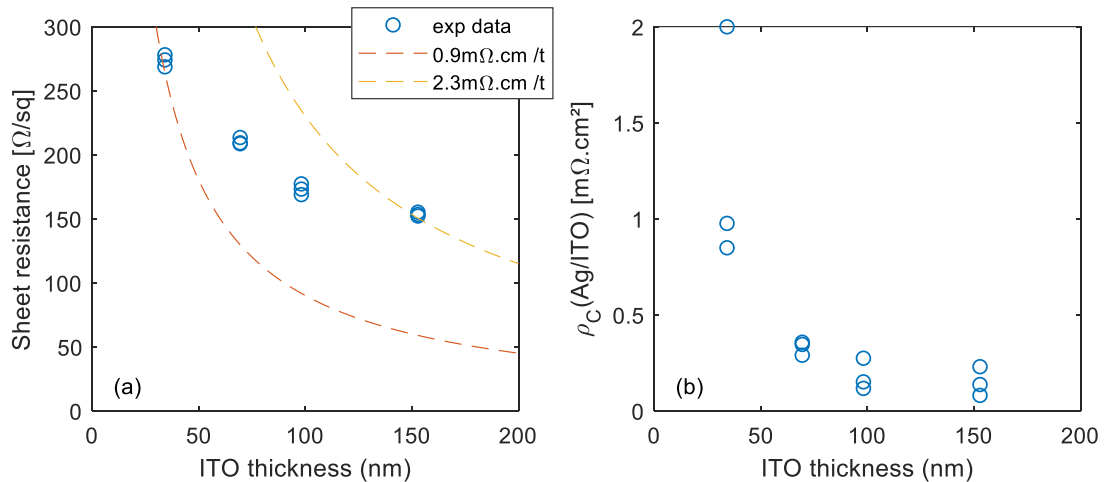 exp data
0.9mΩ.cm /t
2.3mΩ.cm /t
Sheet resistance [Ω/sq]
300
250
200
150
100
50
0
(a)
0 50 100 150 200
ITO thickness (nm)
ρC(Ag/ITO) [mΩ.cm²]
2
1.5
1
0.5
0
(b)
0 50 100 150 200
ITO thickness (nm)